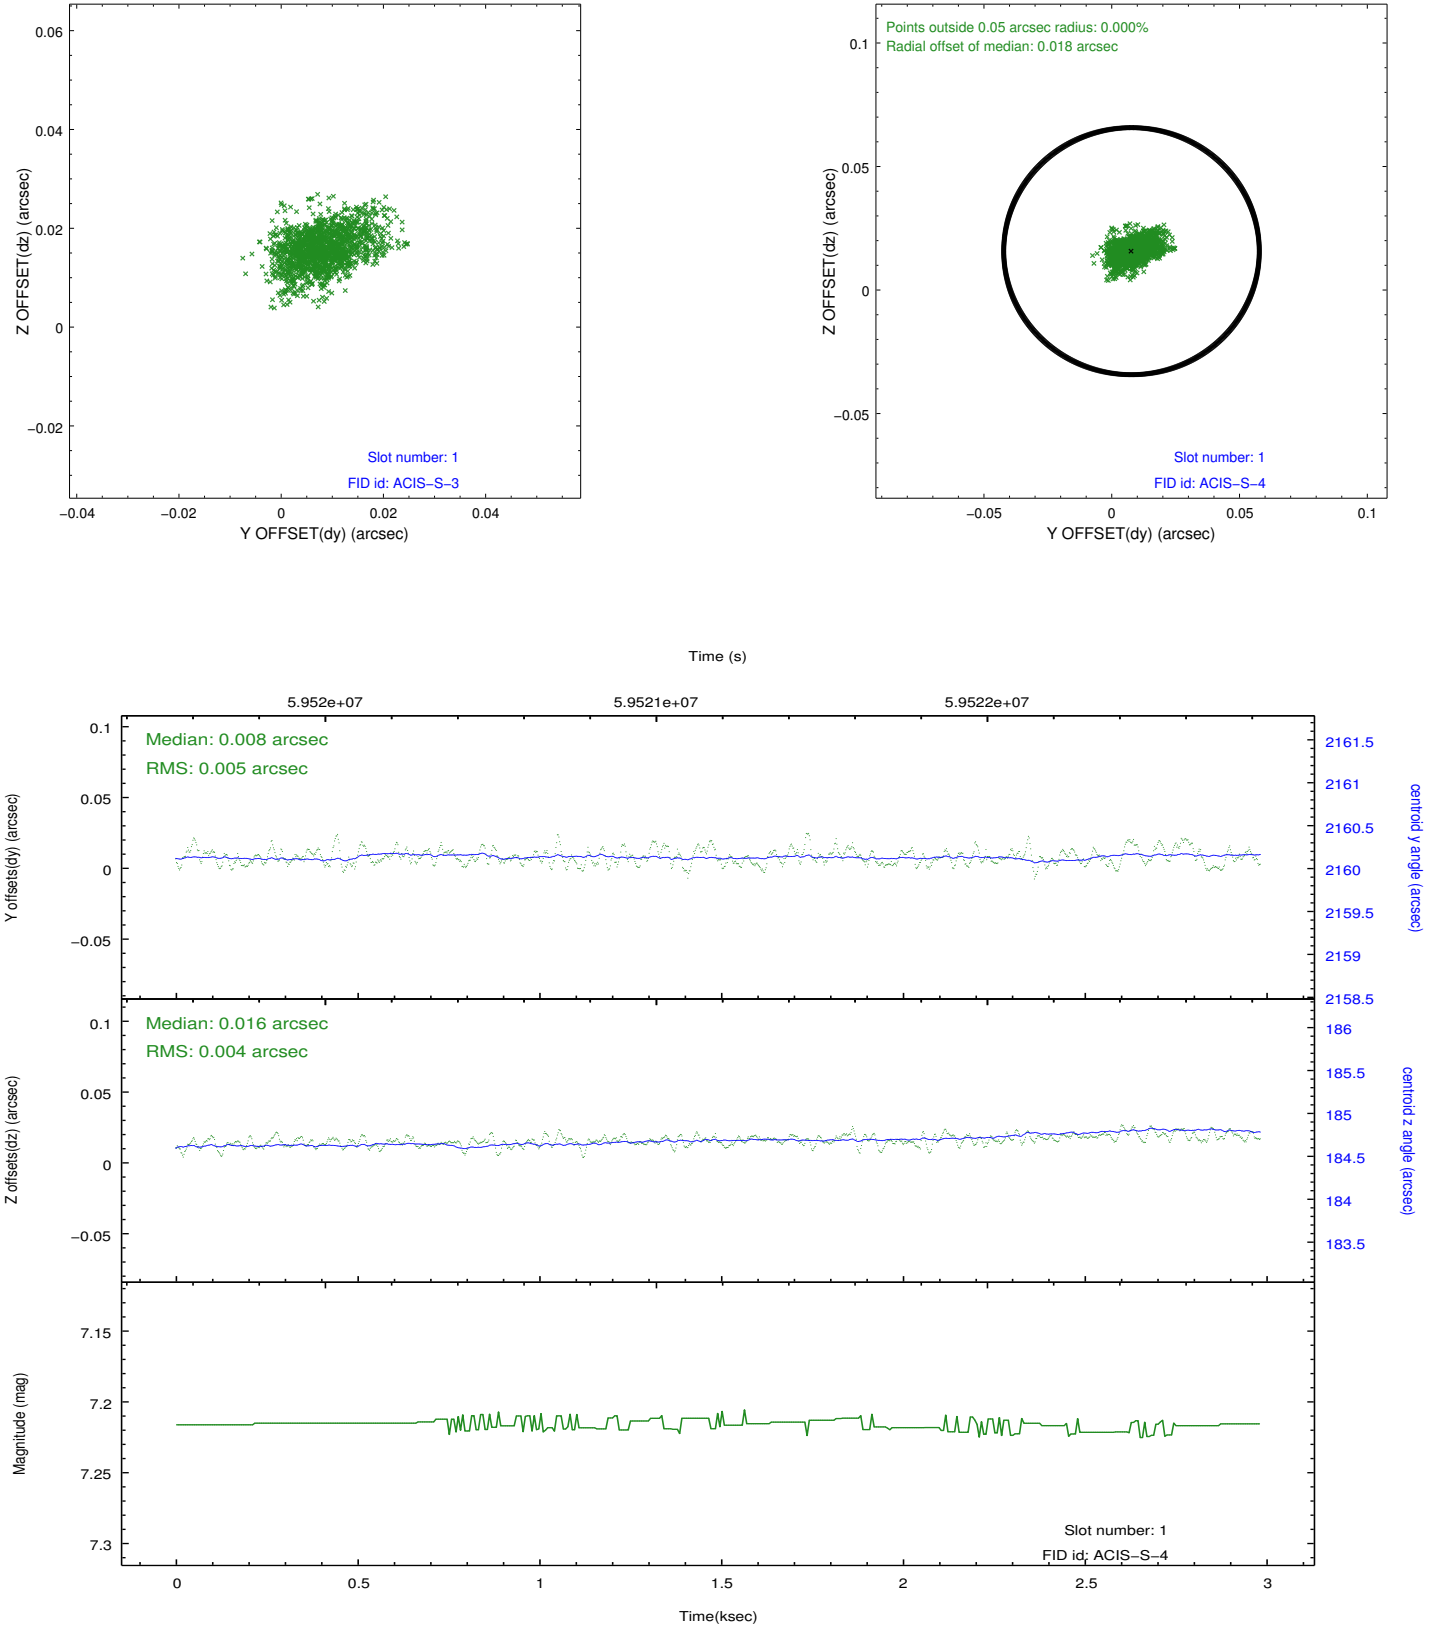 0.06
0.04
0.02
0
−0.02
Z OFFSET(dz) (arcsec)
Slot number: 1
FID id: ACIS−S−3
−0.04
−0.02
0
0.02
0.04
Y OFFSET(dy) (arcsec)
Points outside 0.05 arcsec radius: 0.000%
Radial offset of median: 0.018 arcsec
0.1
0.05
0
−0.05
Z OFFSET(dz) (arcsec)
Slot number: 1
FID id: ACIS−S−4
−0.05
0
0.05
0.1
Y OFFSET(dy) (arcsec)
Time (s)
5.952e+07
5.9521e+07
5.9522e+07
Median: 0.008 arcsec
RMS: 0.005 arcsec
0.1
0.05
0
−0.05
Y offsets(dy) (arcsec)
2161.5
2161
2160.5
2160
2159.5
2159
2158.5
centroid y angle (arcsec)
Median: 0.016 arcsec
RMS: 0.004 arcsec
0.1
0.05
0
−0.05
Z offsets(dz) (arcsec)
186
185.5
185
184.5
184
183.5
centroid z angle (arcsec)
7.15
7.2
7.25
7.3
Magnitude (mag)
Slot number: 1
FID id: ACIS−S−4
0
0.5
1
1.5
2
2.5
3
Time(ksec)